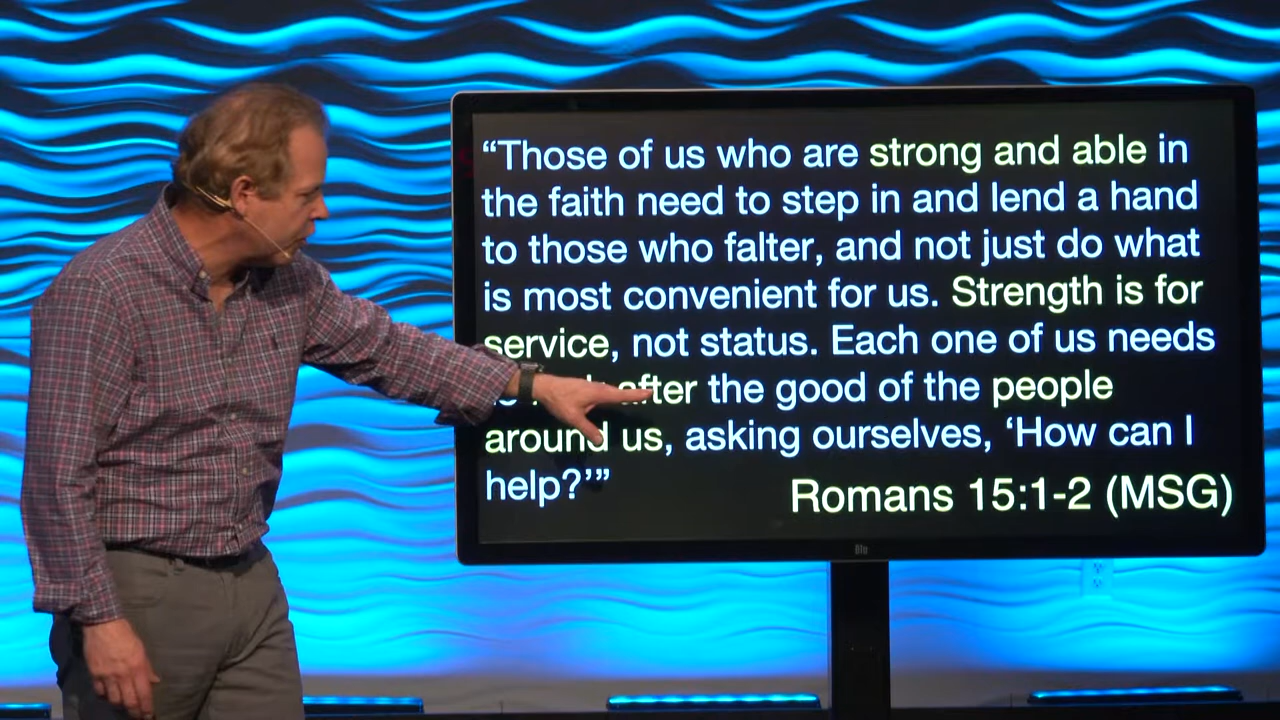 “Those of us who are strong and able in
the faith need to step in and lend a hand
to those who falter, and not just do what
is most convenient for us. Strength is for
service, not status. Each one of us needs
after the good of the people
around us, asking ourselves, ‘How can I
help?’”
Romans 15:1-2 (MSG)
elo